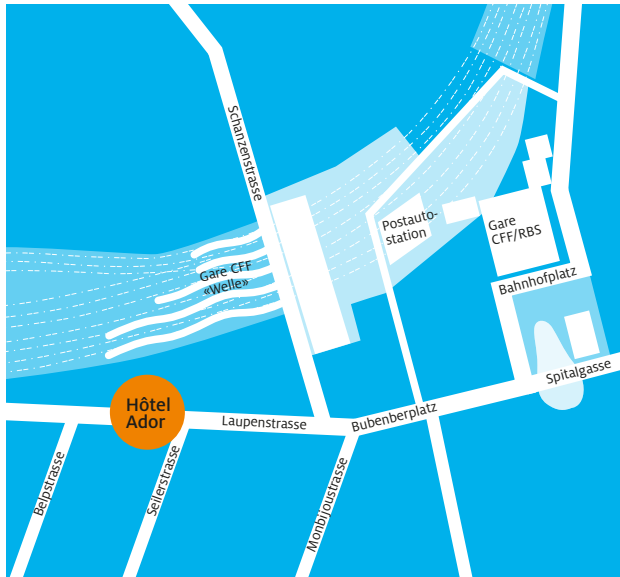 Schanzenstrasse
Postauto-
station
Gare
CFF/RBS
Gare CFF
«Welle»
Bahnhofplatz
Spitalgasse
Hôtel
Ador
Laupenstrasse
Bubenbergplatz
Belpstrasse
Seilerstrasse
Monbijoustrasse